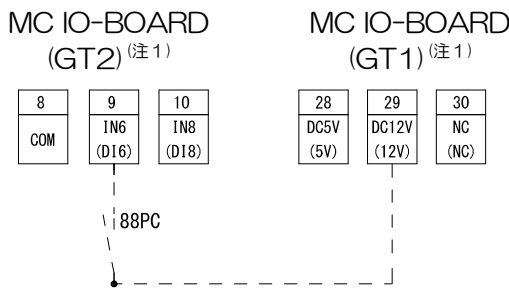 MC IO-BOARD
(GT2)(注1)
MC IO-BOARD
(GT1)(注1)
8 9 10
COM IN6 (DI6) IN8 (DI8)
28 29 30
DC5V (5V) DC12V (12V) NC (NC)
88PC